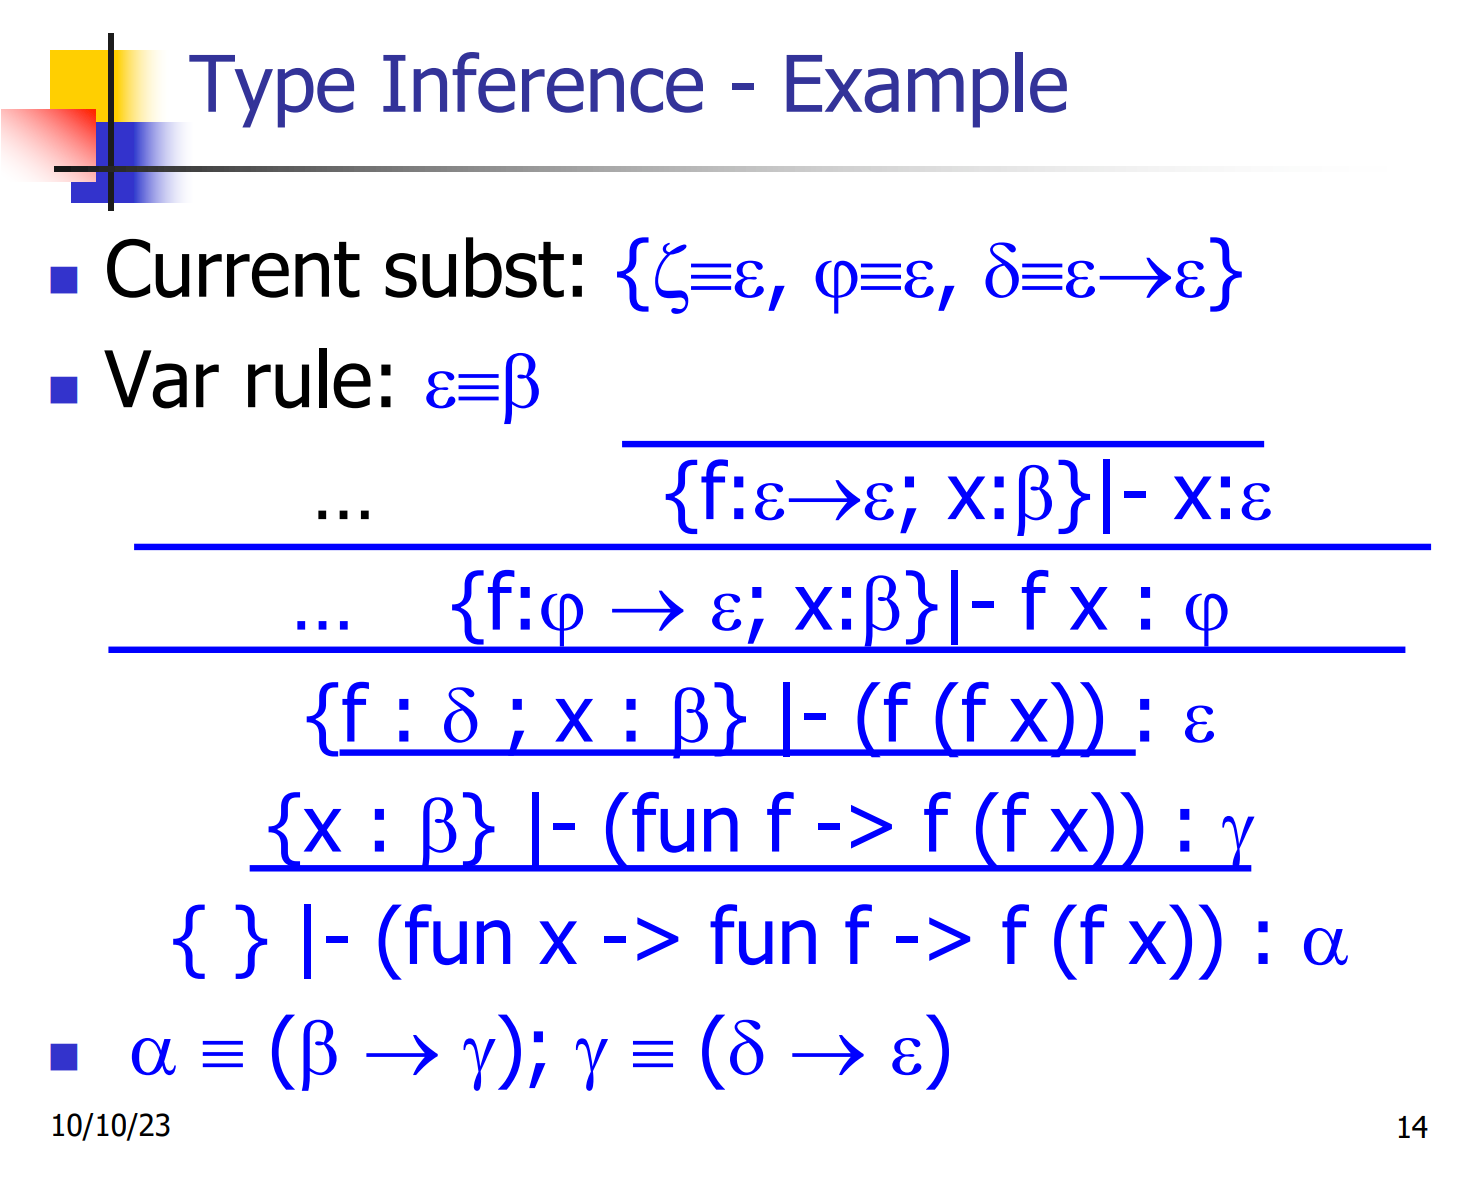 Type Inference - Example
Current subst: {ζ≡ε, φ≡ε, δ≡ε→ε}
Var rule: ε≡β
... {f:ε→ε; x:β}|- x:ε
... {f:φ → ε; x:β}|- f x : φ
{f : δ ; x : β} |- (f (f x)) : ε
{x : β} |- (fun f -> f (f x)) : γ
{ } |- (fun x -> fun f -> f (f x)) : α
α ≡ (β → γ); γ ≡ (δ → ε)
10/10/23
14